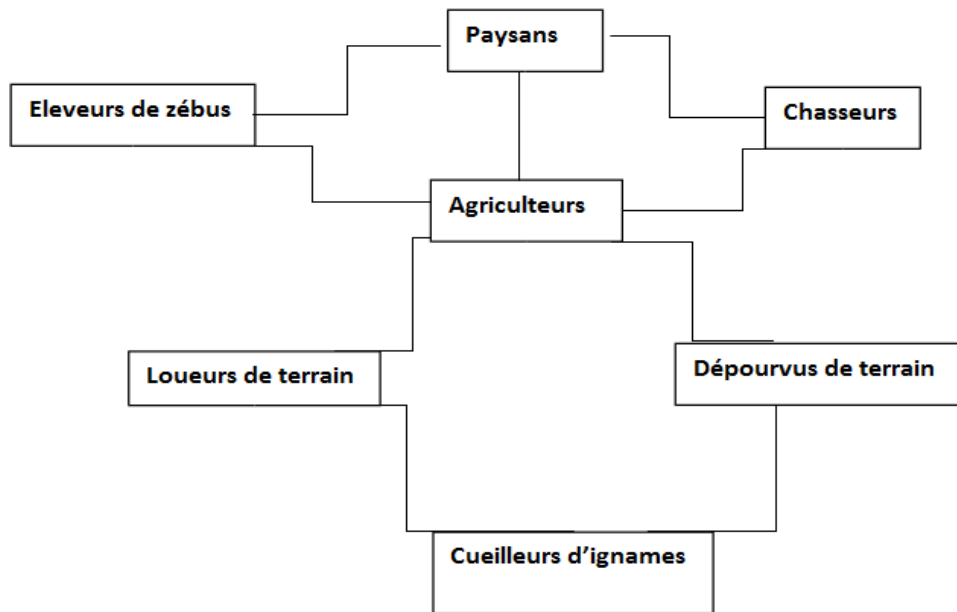 Paysans
Eleveurs de zébus
Chasseurs
Agriculteurs
Loueurs de terrain
Dépourvus de terrain
Cueilleurs d’ignames